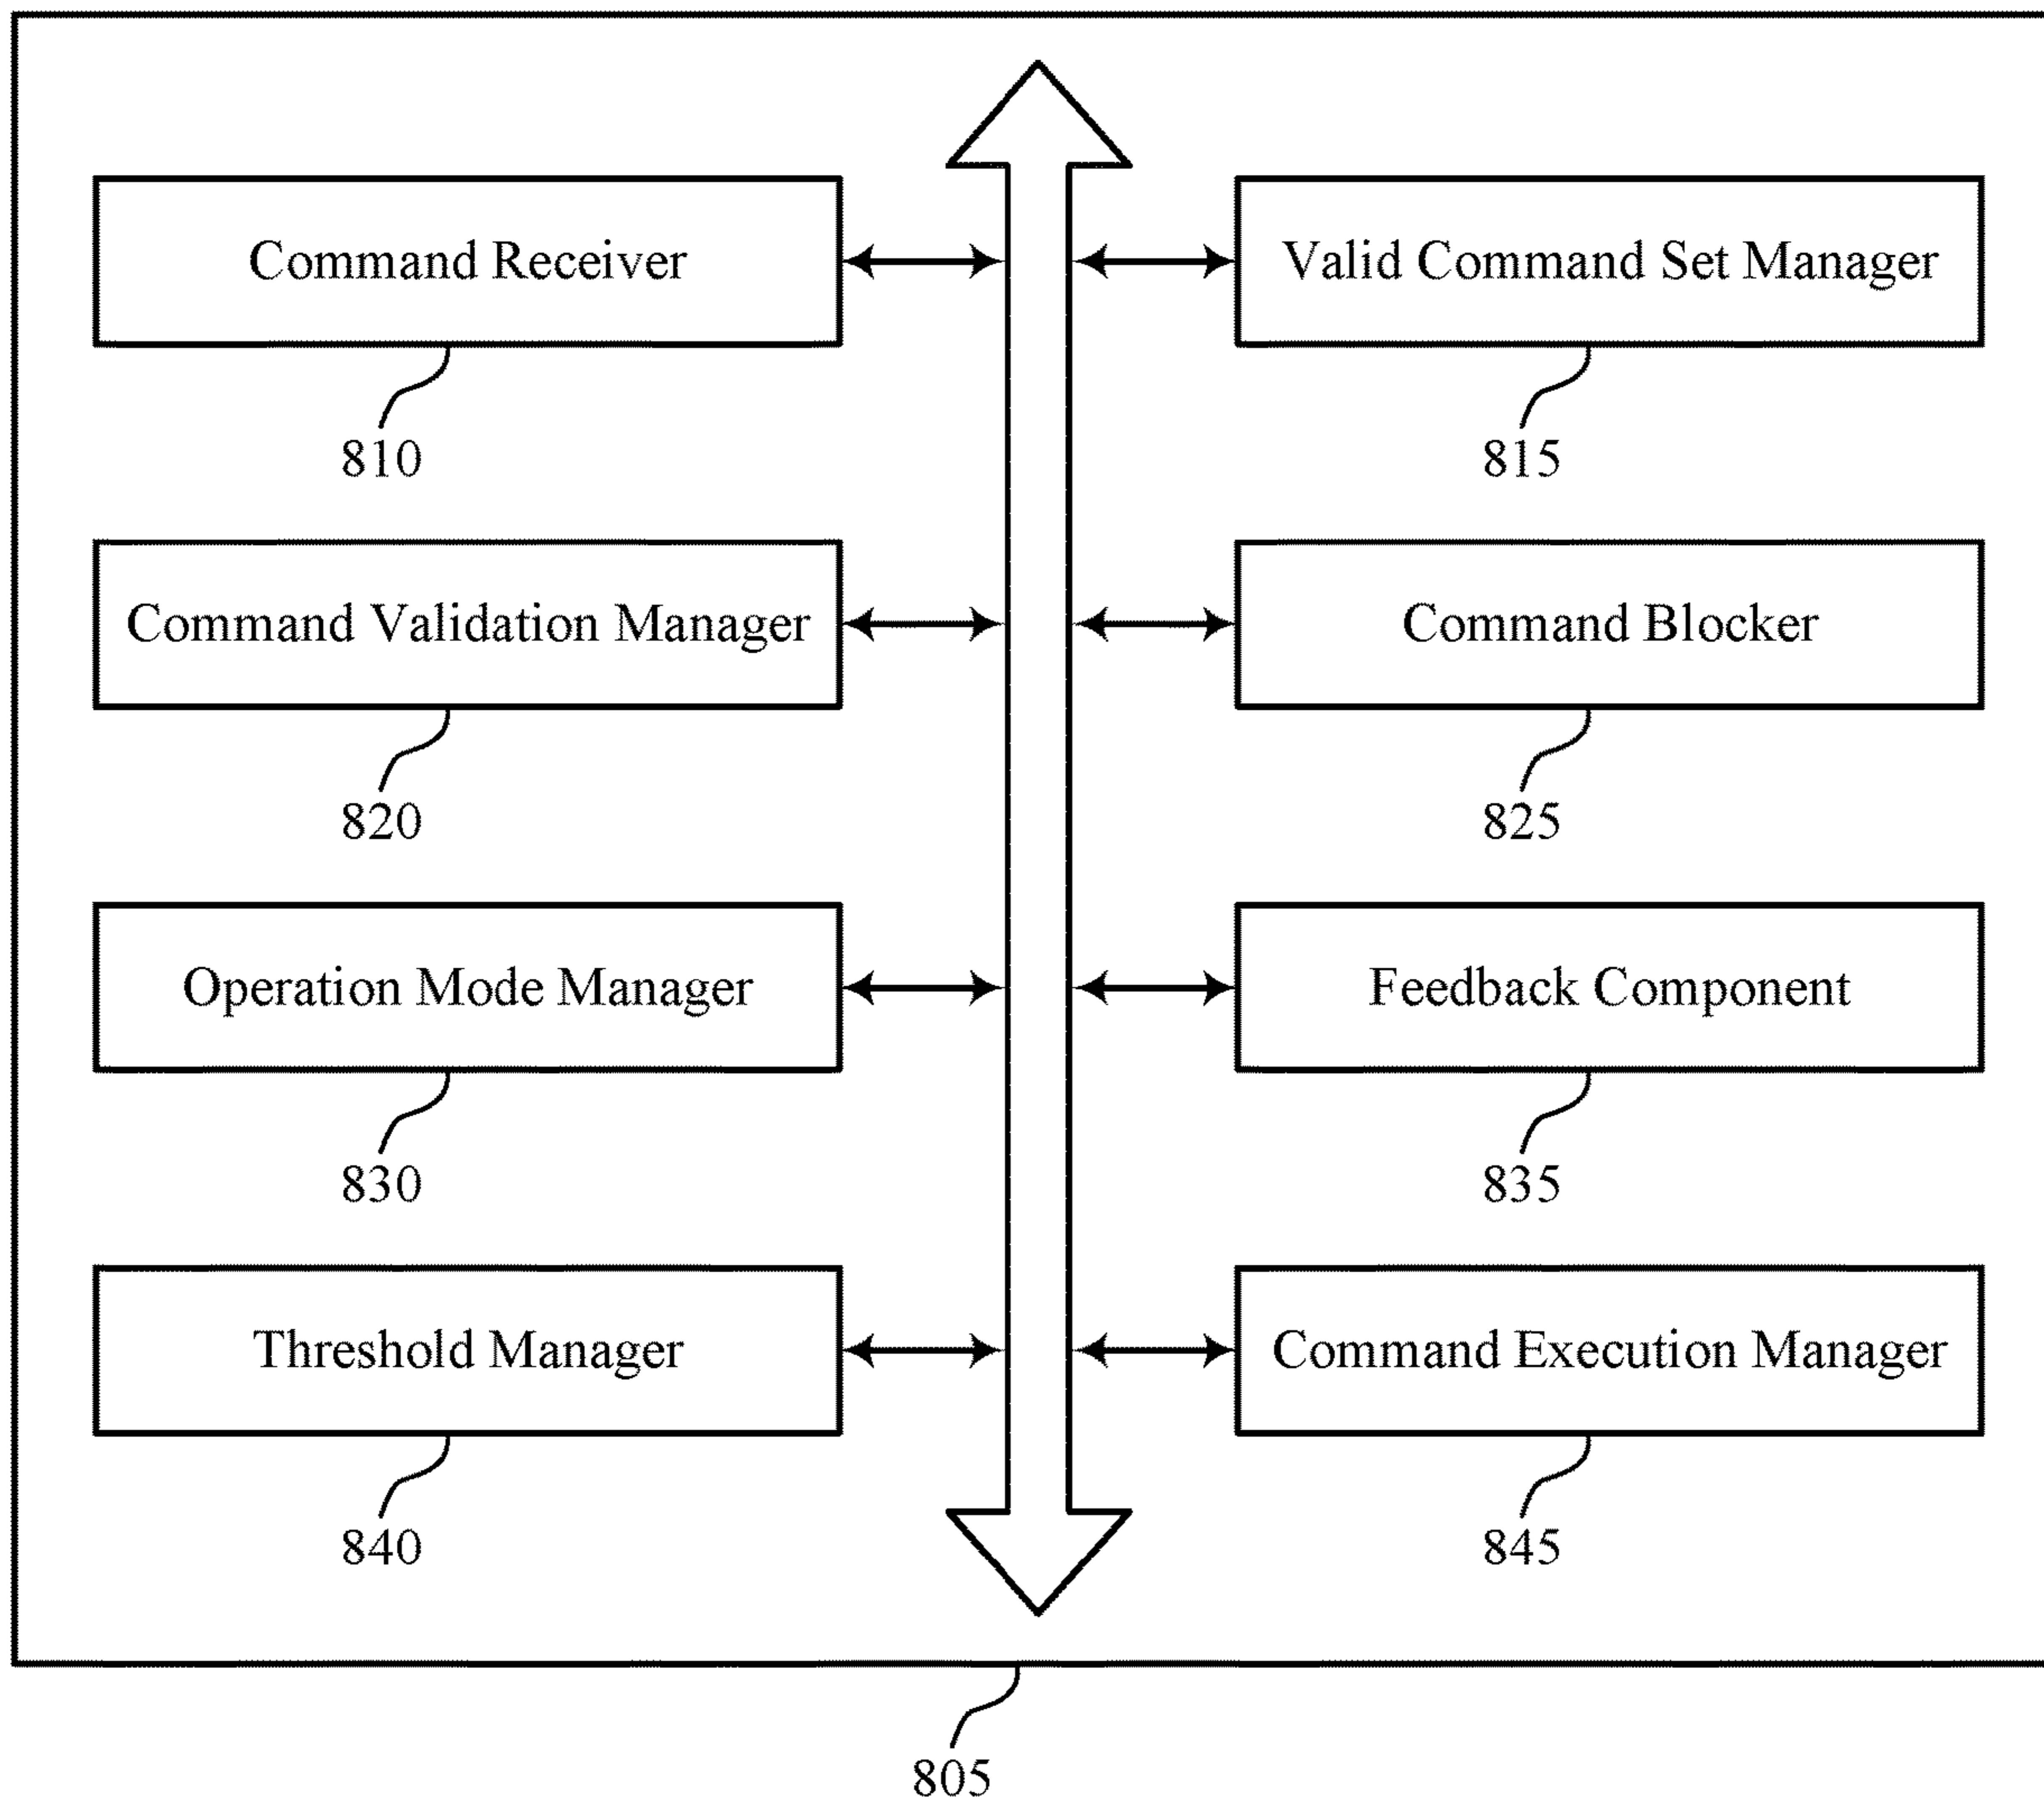 Command Receiver
Valid Command Set Manager
810
815
Command Validation Manager
Command Blocker
820
825
Operation Mode Manager
Feedback Component
830
835
Threshold Manager
Command Execution Manager
840
845
805